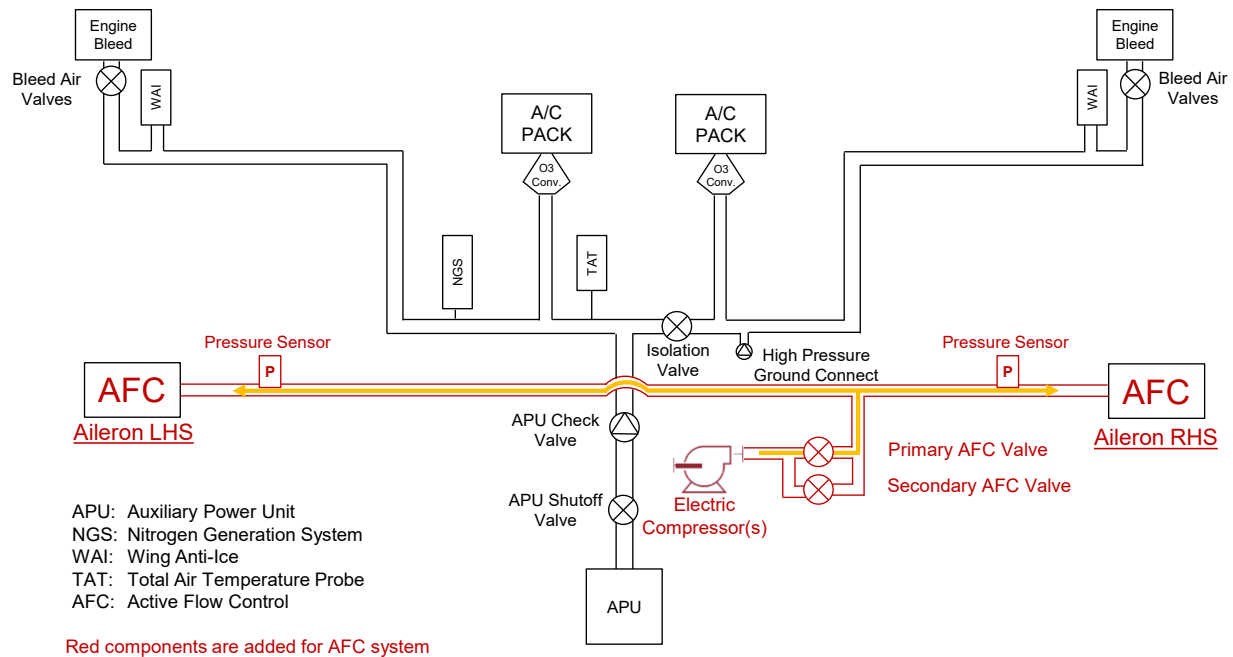 Engine
Bleed
Engine
Bleed
Bleed Air
Valves
WAI
A/C
PACK
A/C
PACK
WAI
Bleed Air
Valves
O3
Conv.
O3
Conv.
NGS
TAT
Isolation
Valve
High Pressure
Ground Connect
Pressure Sensor
P
Pressure Sensor
P
AFC
Aileron LHS
AFC
Aileron RHS
APU Check
Valve
Primary AFC Valve
Secondary AFC Valve
APU Shutoff
Valve
Electric
Compressor(s)
APU
APU: Auxiliary Power Unit
NGS: Nitrogen Generation System
WAI: Wing Anti-Ice
TAT: Total Air Temperature Probe
AFC: Active Flow Control
Red components are added for AFC system